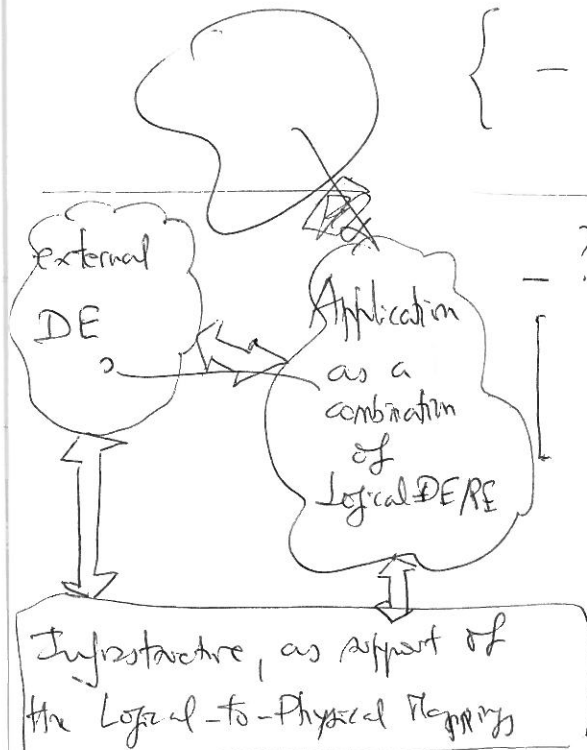 external
DE
Application
as a
combination
of
Logical DE/RE
Infrastructure, as support of
the Logical-to-Physical Mappings